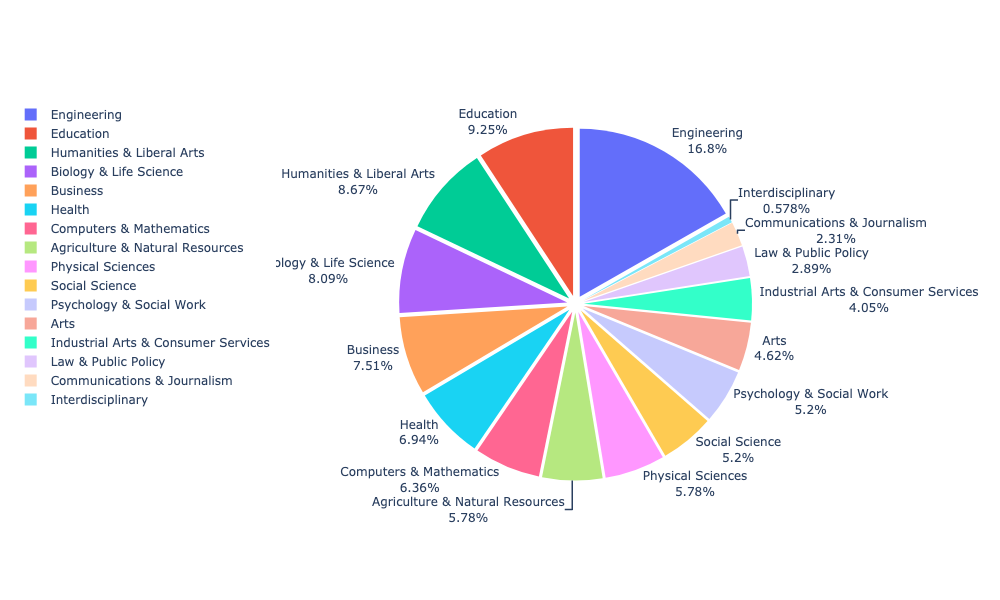 Engineering
Education
Humanities & Liberal Arts
Biology & Life Science
Business
Health
Computers & Mathematics
Agriculture & Natural Resources
Physical Sciences
Social Science
Psychology & Social Work
Arts
Industrial Arts & Consumer Services
Law & Public Policy
Communications & Journalism
Interdisciplinary
Education
9.25%
Engineering
16.8%
Humanities & Liberal Arts
8.67%
Interdisciplinary
0.578%
Communications & Journalism
2.31%
Law & Public Policy
2.89%
ology & Life Science
8.09%
Industrial Arts & Consumer Services
4.05%
Arts
4.62%
Business
7.51%
Psychology & Social Work
5.2%
Health
6.94%
Social Science
5.2%
Computers & Mathematics
6.36%
Physical Sciences
5.78%
Agriculture & Natural Resources
5.78%